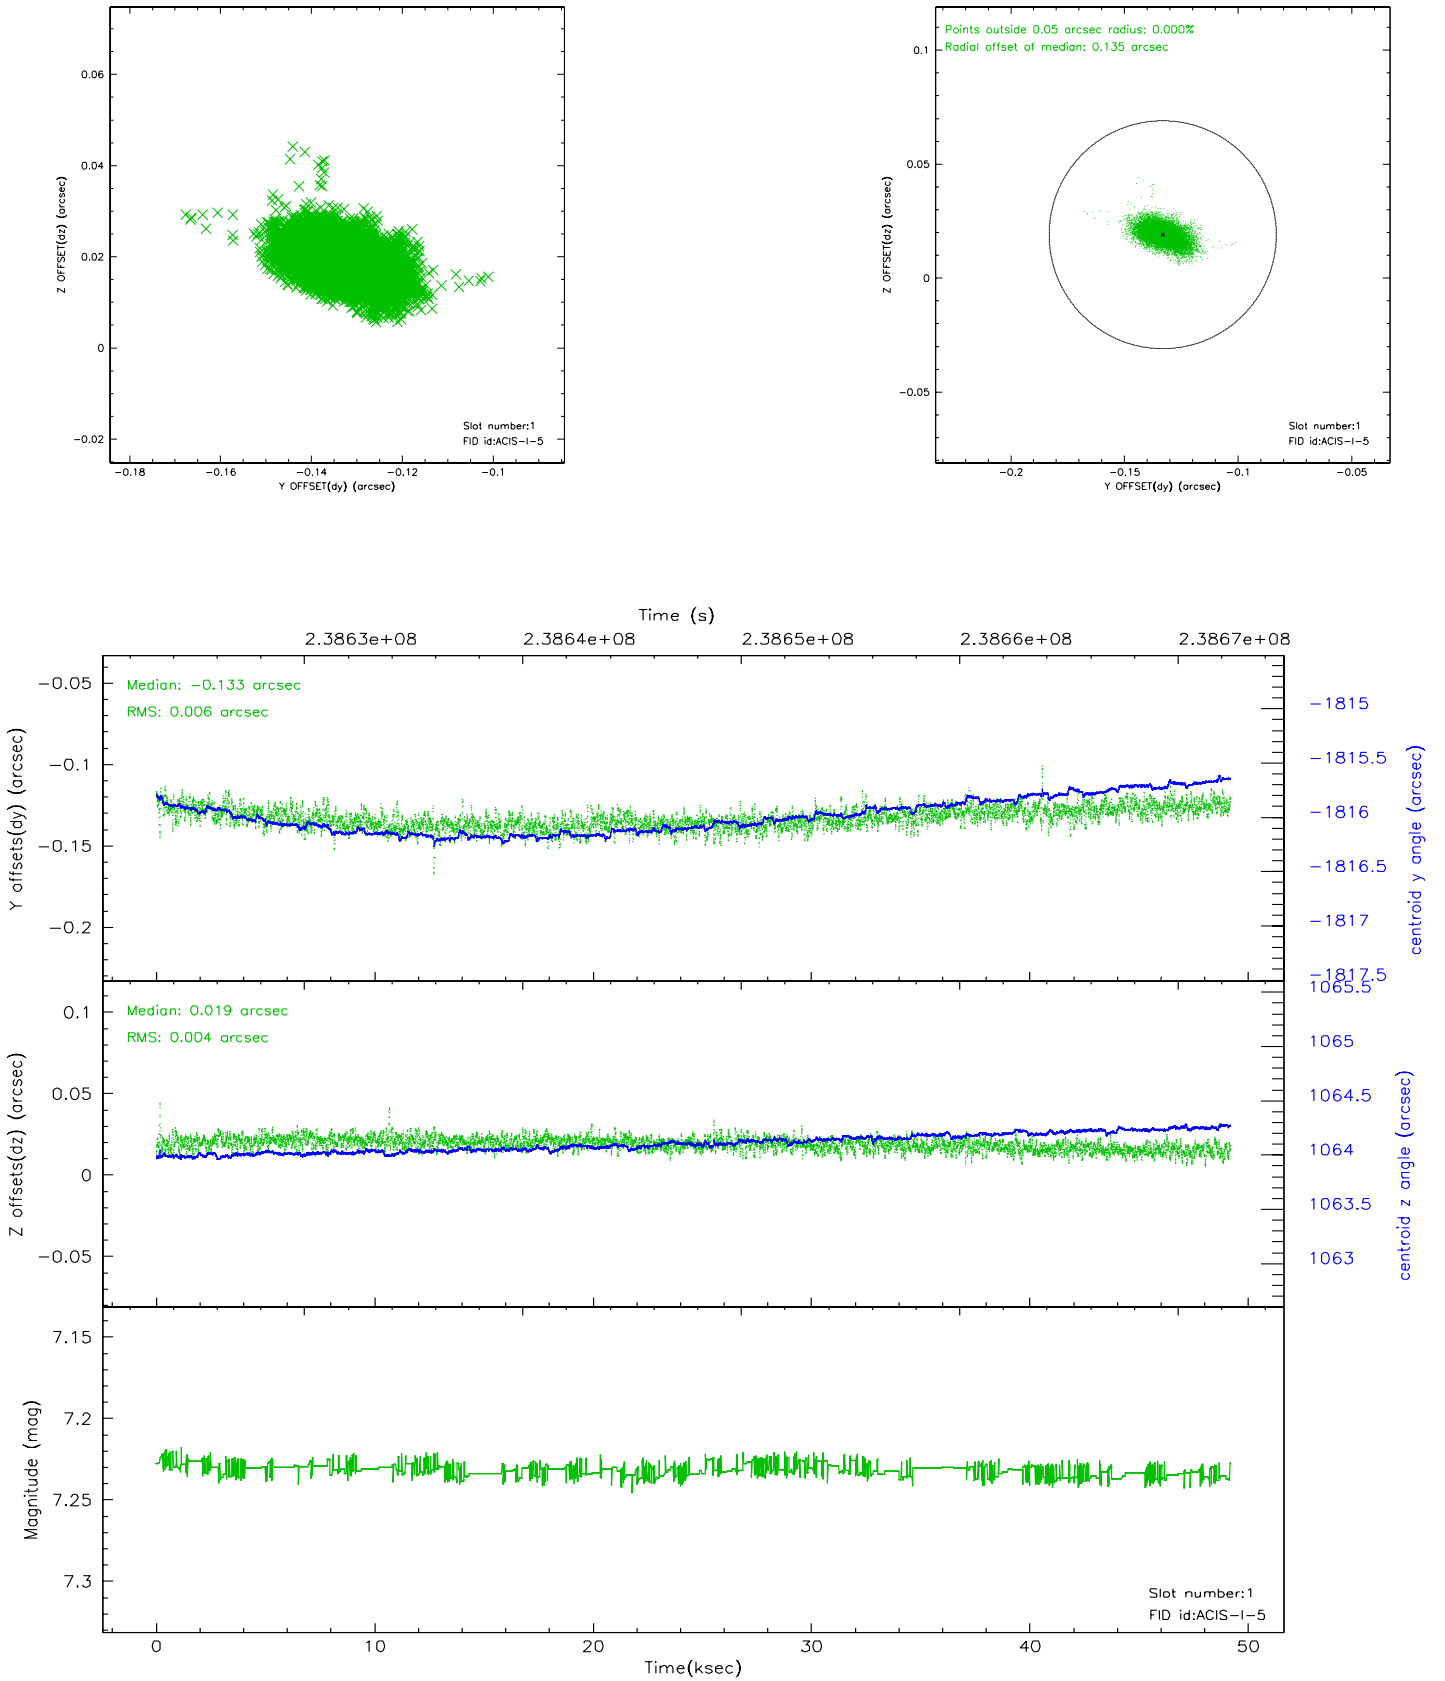 0.06
0.04
0.02
0
-0.02
Z OFFSET(dz) (arcsec)
Slot number:1
FID id:ACIS-I-5
-0.18 -0.16 -0.14 -0.12 -0.1
Y OFFSET(dy) (arcsec)
Points outside 0.05 arcsec radius: 0.000%
Radial offset of median: 0.135 arcsec
0.1
0.05
0
-0.05
Z OFFSET(dz) (arcsec)
Slot number:1
FID id:ACIS-I-5
-0.2 -0.15 -0.1 -0.05
Y OFFSET(dy) (arcsec)
Time (s)
2.3863e+08 2.3864e+08 2.3865e+08 2.3866e+08 2.3867e+08
Median: -0.133 arcsec
RMS: 0.006 arcsec
-0.05
-0.1
-0.15
-0.2
Y offsets(dy) (arcsec)
-1815
-1815.5
-1816
-1816.5
-1817
-1817.5
centroid y angle (arcsec)
Median: 0.019 arcsec
RMS: 0.004 arcsec
0.1
0.05
0
-0.05
Z offsets(dz) (arcsec)
1065.5
1065
1064.5
1064
1063.5
1063
centroid z angle (arcsec)
7.15
7.2
7.25
7.3
Magnitude (mag)
Slot number:1
FID id:ACIS-I-5
0 10 20 30 40 50
Time(ksec)